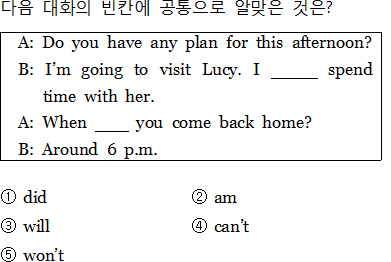 다음 대화의 빈칸에 공통으로 알맞은 것은?
A: Do you have any plan for this afternoon?
B: I'm going to visit Lucy. I _____ spend
time with her.
A: When ____ you come back home?
B: Around 6 p.m.
① did ② am
③ will ④ can't
⑤ won't